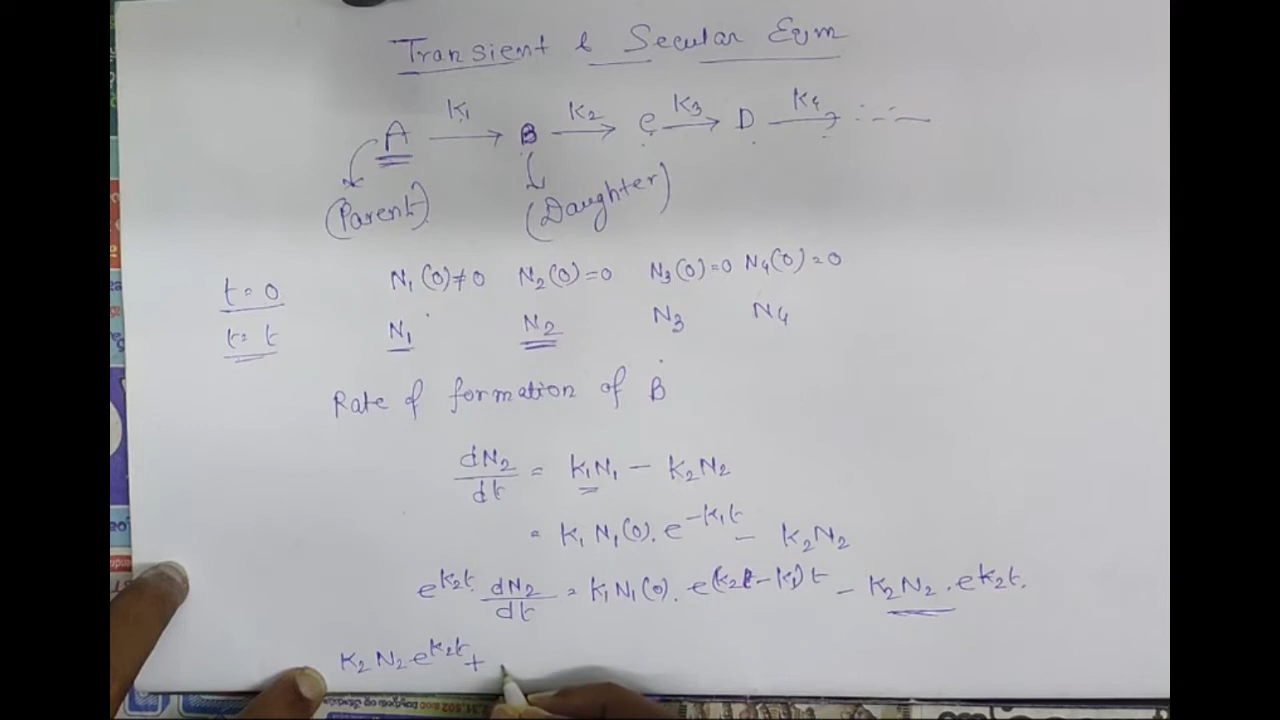 Transient & Secular Eqm
K₁ K₂ K₃ K₄
A → B → C → D → ......
(Parent) (Daughter)
t = 0 N₁(0)≠0 N₂(0)=0 N₃(0)=0 N₄(0)=0
t = t N₁ N₂ N₃ N₄
Rate of formation of B
dN₂/dt = K₁N₁ - K₂N₂
= K₁N₁(0).e^-K₁t - K₂N₂
e^K₂t. dN₂/dt = K₁N₁(0).e^(K₂-K₁)t - K₂N₂.e^K₂t.
K₂N₂e^K₂t +